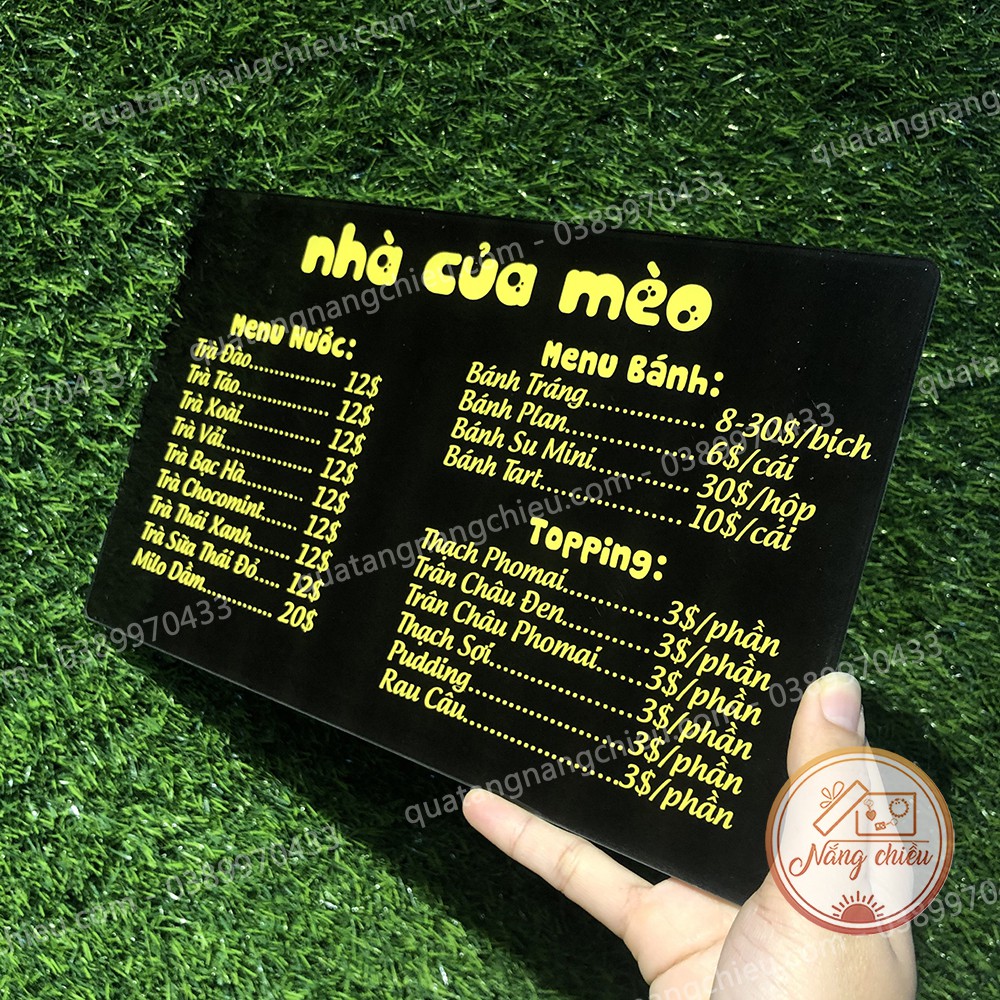 nhà của mèo
Menu Nước:
Trà Đào................ 12$
Trà Táo................. 12$
Trà Xoài............... 12$
Trà Vải................. 12$
Trà Bạc Hà........... 12$
Trà Chocomint...... 12$
Trà Thái Xanh........ 12$
Trà Sữa Thái Đỏ..... 12$
Milo Dầm............. 20$
Menu Bánh:
Bánh Tráng................ 8-30$/bịch
Bánh Plan.................. 6$/cái
Bánh Su Mini.............. 30$/hộp
Bánh Tart................... 10$/cái
Topping:
Thạch Phomai.............3$/phần
Trân Châu Đen............3$/phần
Trân Châu Phomai.......3$/phần
Thạch Sợi...................3$/phần
Pudding.....................3$/phần
Rau Câu.....................3$/phần
Nắng chiều
quatangnangchieu.com - 0389970433